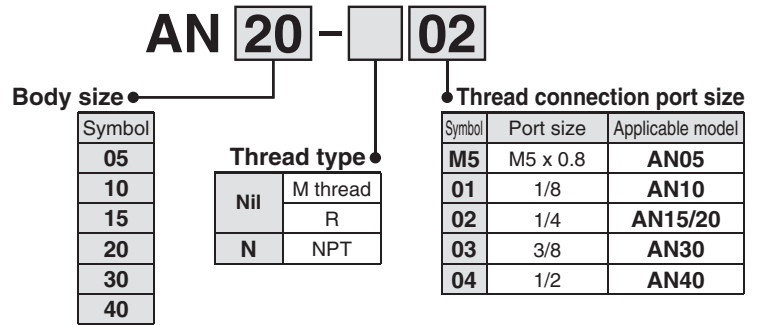 AN 20 - 02
Body size
Symbol
05
10
15
20
30
40
Thread type
Nil M thread
R
N NPT
Thread connection port size
Symbol Port size Applicable model
M5 M5 x 0.8 AN05
01 1/8 AN10
02 1/4 AN15/20
03 3/8 AN30
04 1/2 AN40